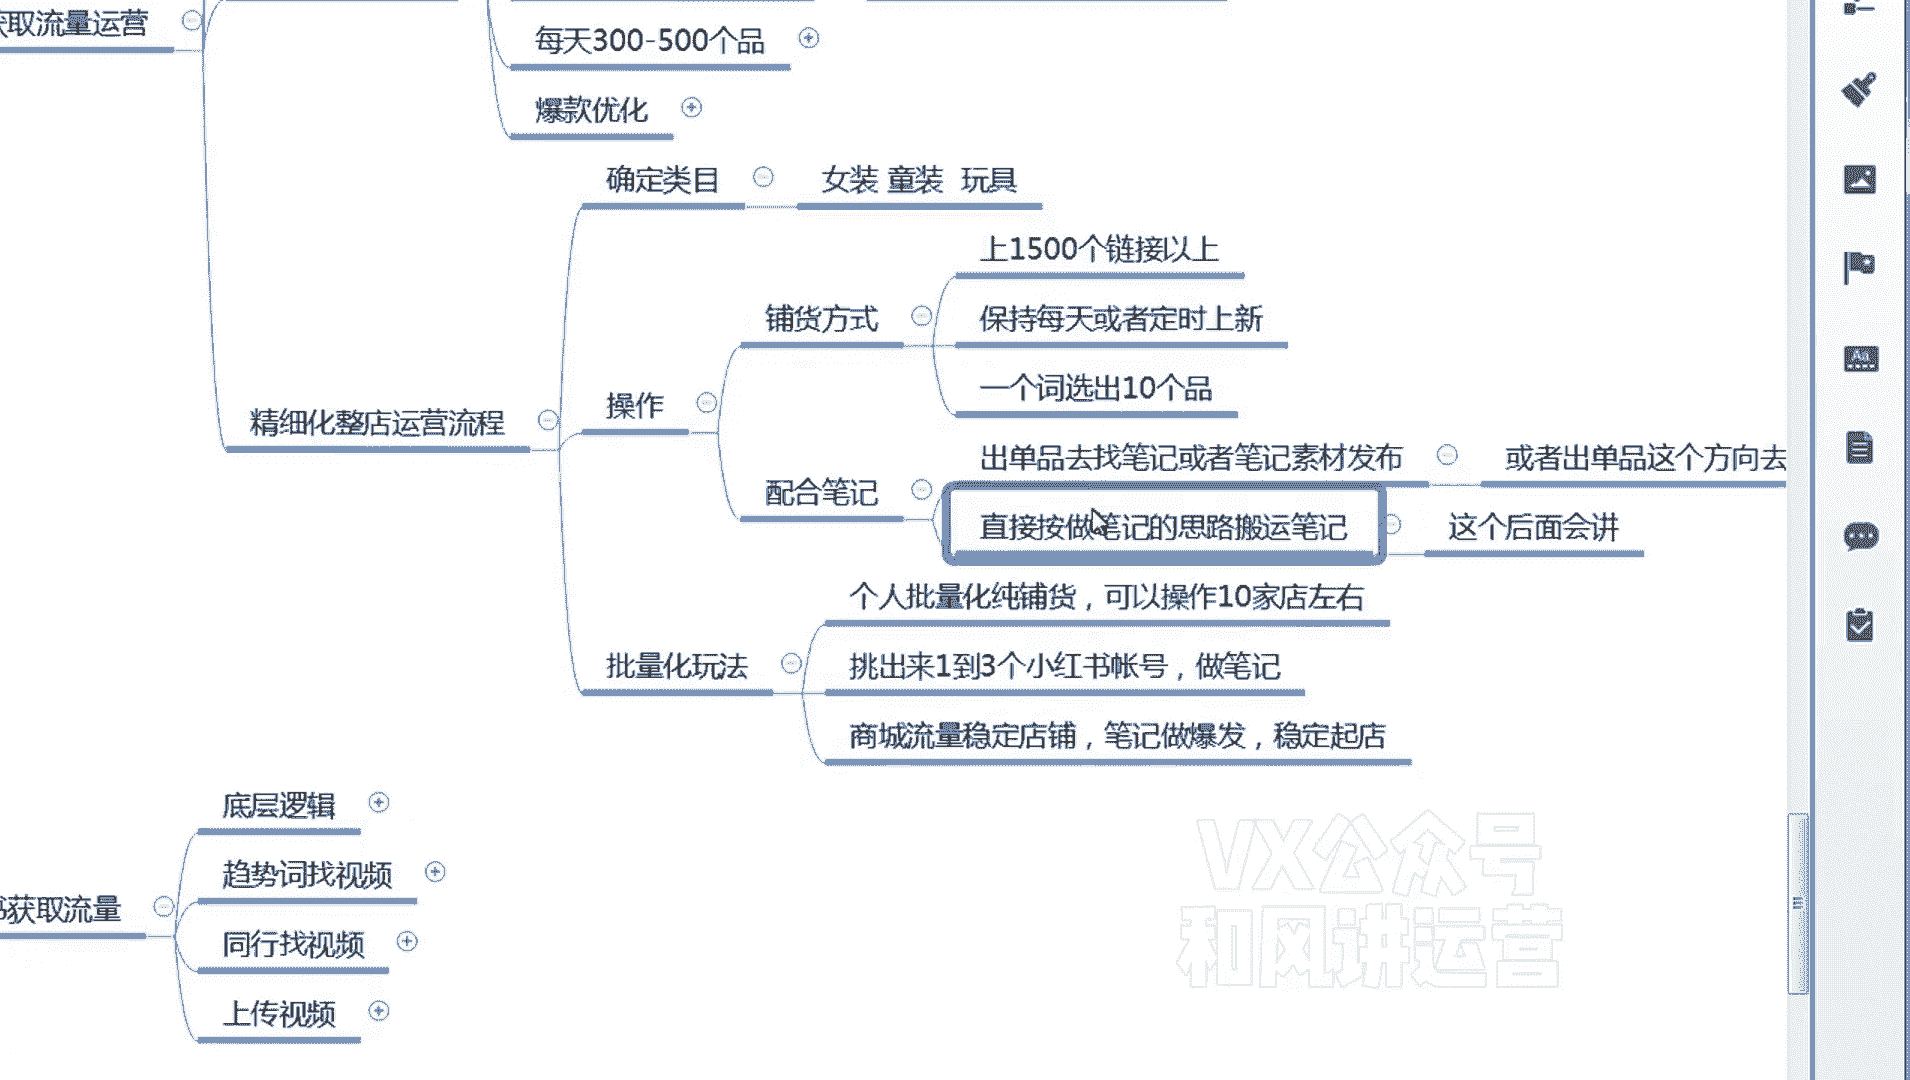 获取流量运营
每天300-500个品
爆款优化
确定类目
女装 童装 玩具
上1500个链接以上
铺货方式
保持每天或者定时上新
一个词选出10个品
操作
精细化整店运营流程
出单品去找笔记或者笔记素材发布
或者出单品这个方向去
配合笔记
直接按做笔记的思路搬运笔记
这个后面会讲
个人批量化纯铺货，可以操作10家店左右
批量化玩法
挑出来1到3个小红书帐号，做笔记
商城流量稳定店铺，笔记做爆发，稳定起店
底层逻辑
趋势词找视频
获取流量
同行找视频
上传视频
VX公众号
和风讲运营